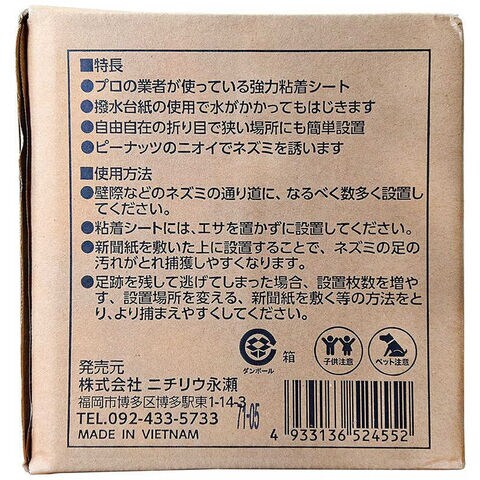 ■特長
●プロの業者が使っている強力粘着シート
●撥水台紙の使用で水がかかってもはじきます
●自由自在の折り目で狭い場所にも簡単設置
●ピーナッツのニオイでネズミを誘います
■使用方法
●壁際などのネズミの通り道に、なるべく数多く設置
してください。
●粘着シートには、エサを置かずに設置してください。
●新聞紙を敷いた上に設置することで、ネズミの足の
汚れがとれ捕獲しやすくなります。
●足跡を残して逃げてしまった場合、設置枚数を増や
す、設置場所を変える、新聞紙を敷く等の方法をと
り、より捕まえやすくしてください。
ダンボール
箱
子供注意
ペット注意
発売元
株式会社 ニチリウ永瀬
福岡市博多区博多駅東1-14-3
TEL.092-433-5733
MADE IN VIETNAM
71-05
4 933136 524552